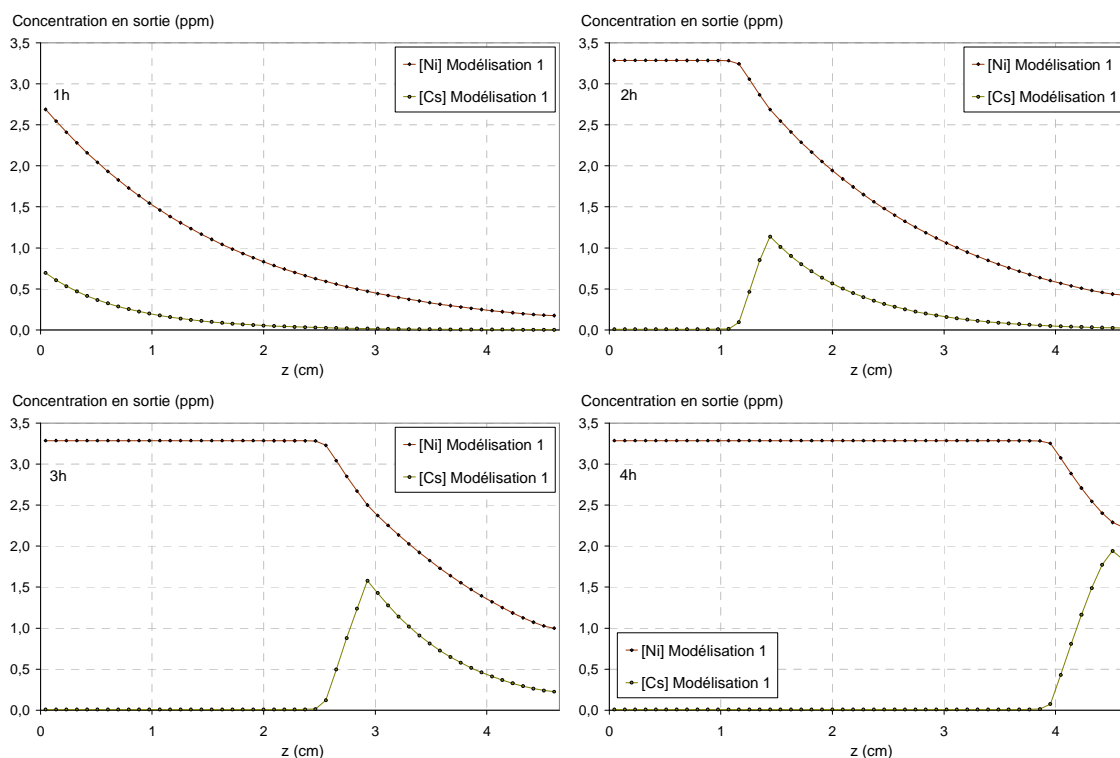 Concentration en sortie (ppm)
3,5
3,0
2,5
2,0
1,5
1,0
0,5
0,0
0
1
2
3
4
z (cm)
1h
[Ni] Modélisation 1
[Cs] Modélisation 1
Concentration en sortie (ppm)
3,5
3,0
2,5
2,0
1,5
1,0
0,5
0,0
0
1
2
3
4
z (cm)
2h
[Ni] Modélisation 1
[Cs] Modélisation 1
Concentration en sortie (ppm)
3,5
3,0
2,5
2,0
1,5
1,0
0,5
0,0
0
1
2
3
4
z (cm)
3h
[Ni] Modélisation 1
[Cs] Modélisation 1
Concentration en sortie (ppm)
3,5
3,0
2,5
2,0
1,5
1,0
0,5
0,0
0
1
2
3
4
z (cm)
4h
[Ni] Modélisation 1
[Cs] Modélisation 1